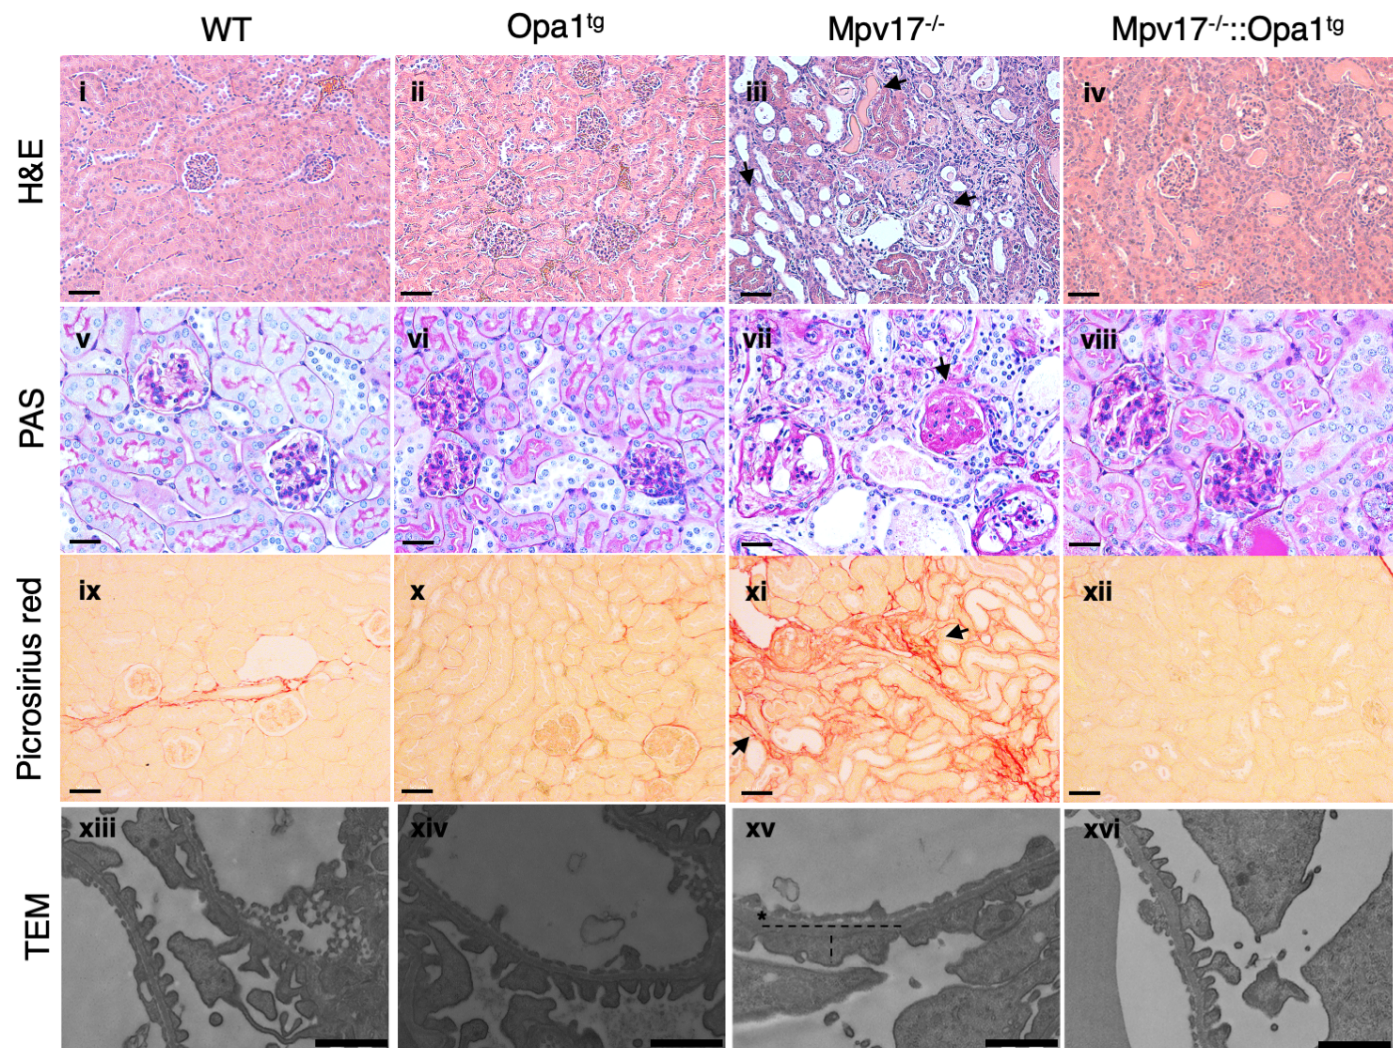 WT Opa1ᵗᵍ Mpv17⁻/⁻ Mpv17⁻/⁻::Opa1ᵗᵍ
H&E
i ii iii iv
PAS
v vi vii viii
Picrosirius red
ix x xi xii
TEM
xiii xiv xv xvi
*